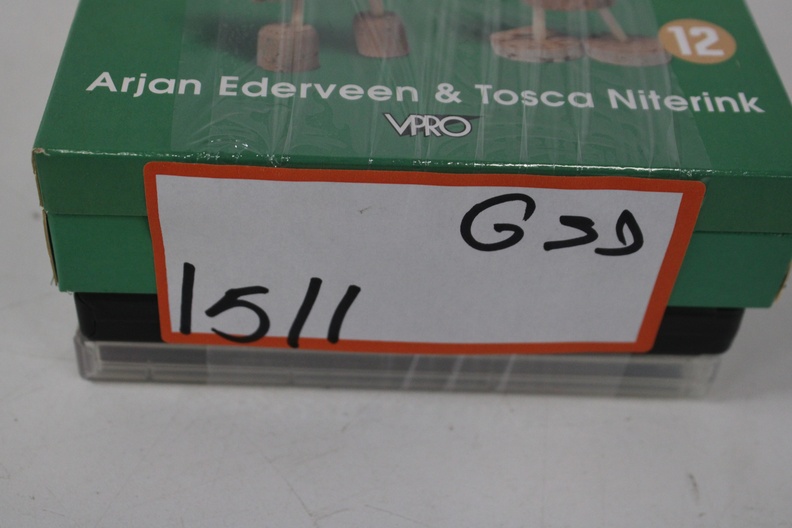 12
Arjan Ederveen & Tosca Niterink
VPRO
G3D
1511